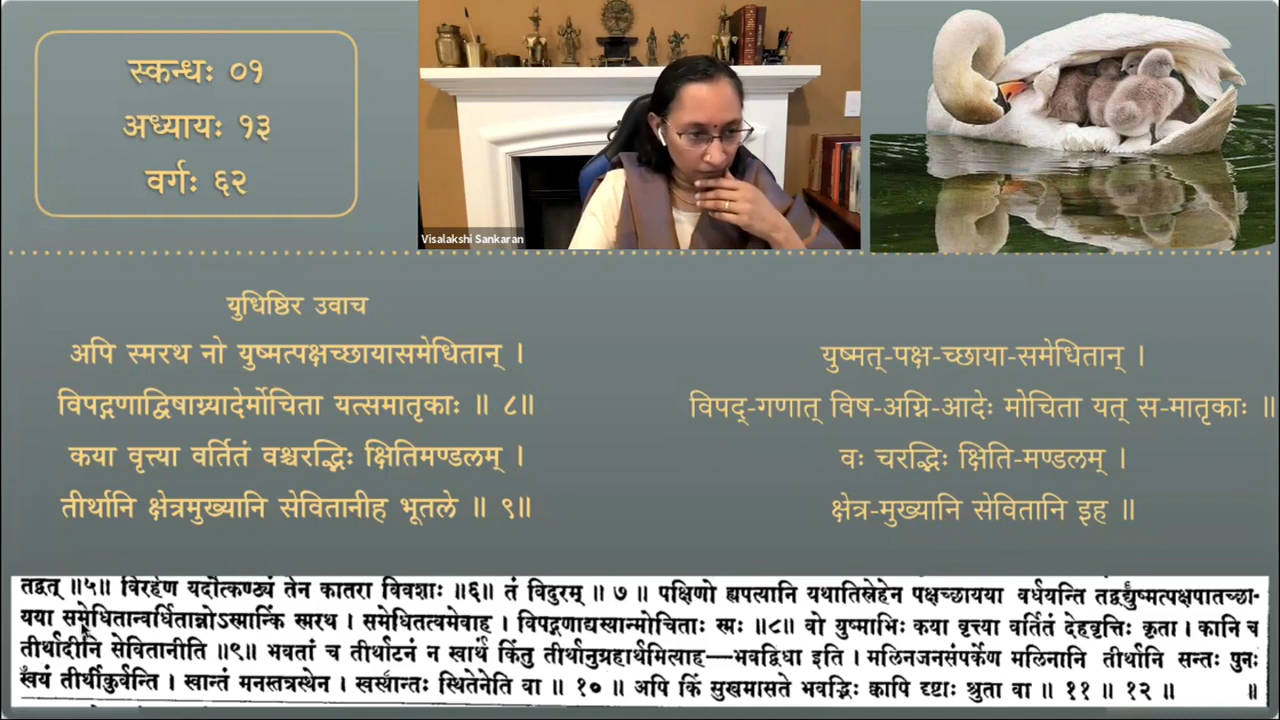 स्कन्धः ०१
अध्यायः १३
वर्गः ६२
Visalakshi Sankaran
युधिष्ठिर उवाच
अपि स्मरथ नो युष्मत्पक्षच्छायासमेधितान् ।
विपद्गणाद्विषाग्न्यादेर्मोचिता यत्समातृकाः ॥ ८॥
कया वृत्त्या वर्तितं वश्चरद्भिः क्षितिमण्डलम् ।
तीर्थानि क्षेत्रमुख्यानि सेवितानीह भूतले ॥ ९॥
युष्मत्-पक्ष-च्छाया-समेधितान् ।
विपद्-गणात् विष-अग्नि-आदेः मोचिता यत् स-मातृकाः ॥
वः चरद्भिः क्षिति-मण्डलम् ।
क्षेत्र-मुख्यानि सेवितानि इह ॥
तद्वत् ॥५॥ विरहेण यदौत्कण्ठ्यं तेन कातरा विवशाः ॥६॥ तं विदुरम् ॥ ७ ॥ पक्षिणो ह्यपत्यानि यथातिस्नेहेन पक्षच्छायया वर्धयन्ति तद्वद्युष्मत्पक्षपातच्छा-
यया समेधितान्वर्धितान्नोऽस्मान्किं स्मरथ । समेधितत्वमेवाह । विपद्गणाद्यस्मान्मोचिताः स्मः ॥८॥ वो युष्माभिः कया वृत्त्या वर्तितं देहवृत्तिः कृता । कानि च
तीर्थादीनि सेवितानीति ॥९॥ भवतां च तीर्थाटनं न स्वार्थं किंतु तीर्थानुग्रहार्थमित्याह—भवद्विधा इति । मलिनजनसंपर्केण मलिनानि तीर्थानि सन्तः पुनः
स्वयं तीर्थीकुर्वन्ति । स्वान्तं मनस्तत्रस्थेन । स्वस्यान्तः स्थितेनेति वा ॥ १० ॥ अपि किं सुखमासते भवद्भिः क्वापि दृष्टाः श्रुता वा ॥ ११ ॥ १२ ॥ ॥